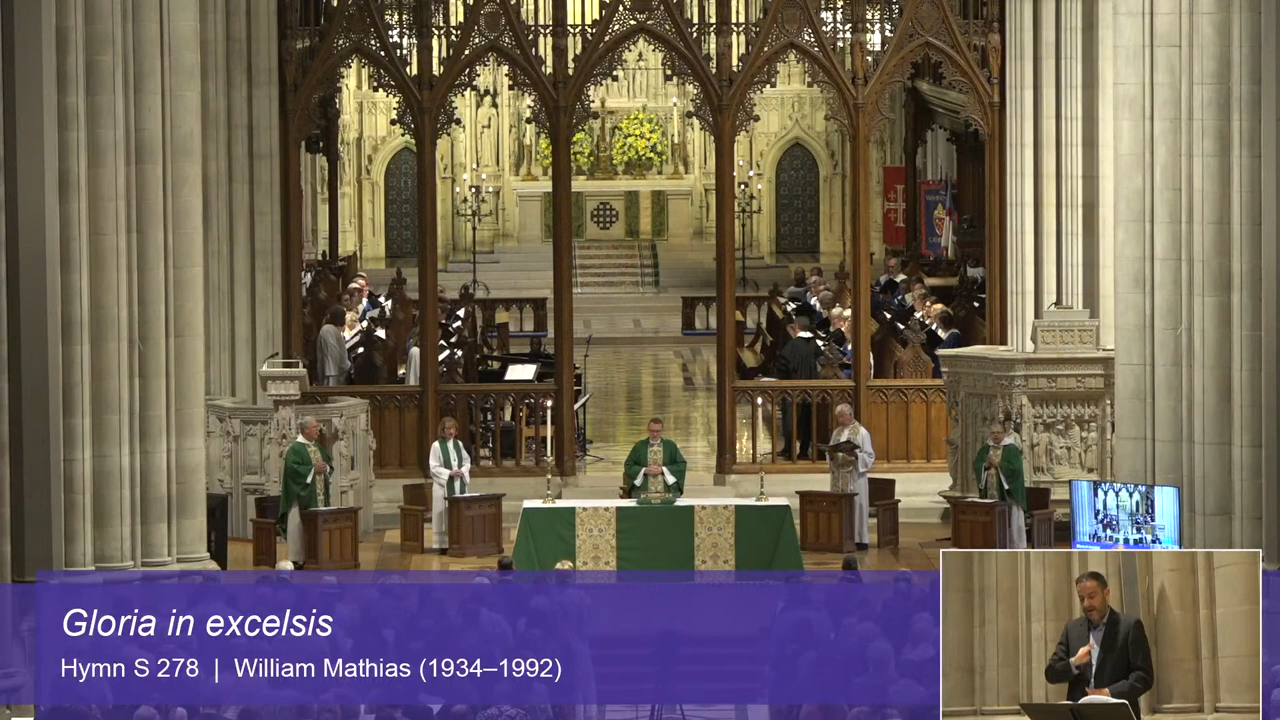 Gloria in excelsis
Hymn S 278 | William Mathias (1934–1992)